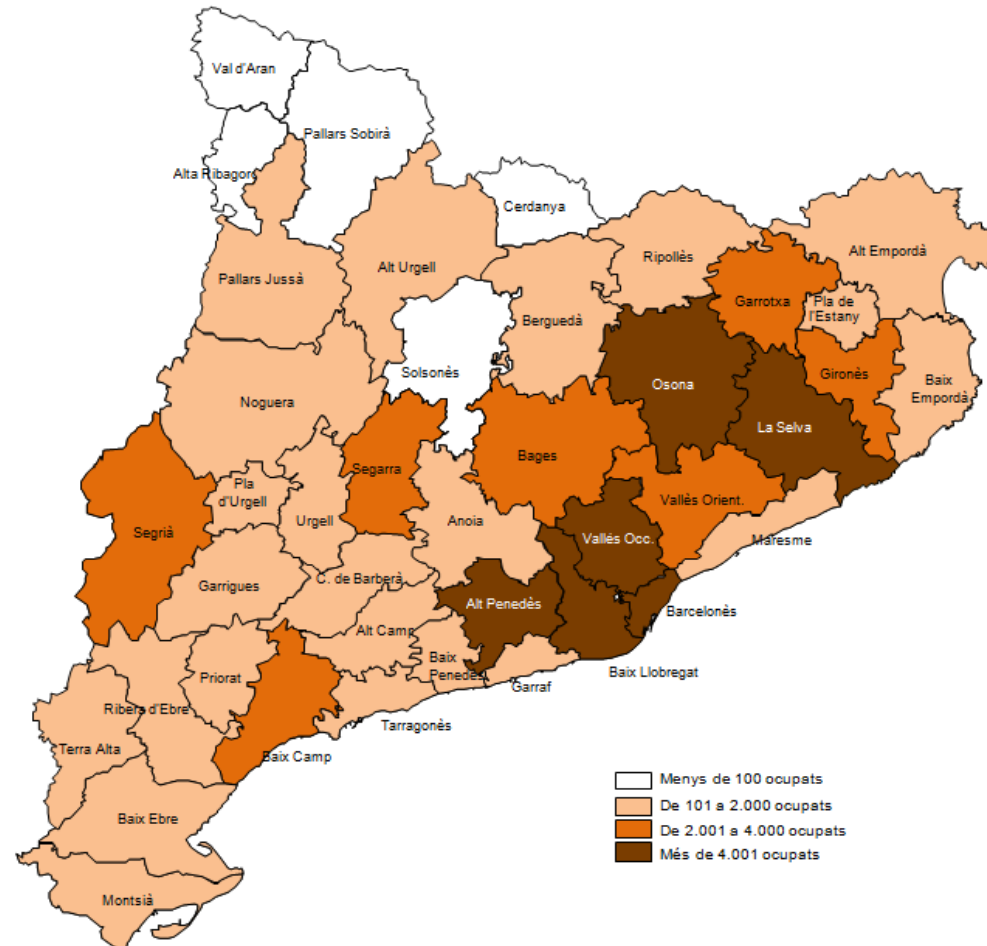 Val d'Aran
Pallars Sobirà
Alta Ribagorç
Cerdanya
Ripollès
Alt Empordà
Alt Urgell
Pallars Jussà
Garrotxa
Pla de
l'Estany
Berguedà
Solsonès
Osona
Gironès
Baix
Empordà
Noguera
La Selva
Segarra
Bages
Pla
d'Urgell
Vallès Orient.
Urgell
Anoia
Segrià
Vallés Occ.
Maresme
C. de Barberà
Garrigues
Alt Penedès
Barcelonès
Alt Camp
Baix
Penedès
Priorat
Baix Llobregat
Garraf
Ribera d'Ebre
Tarragonès
Terra Alta
Baix Camp
Baix Ebre
Montsià
Menys de 100 ocupats
De 101 a 2.000 ocupats
De 2.001 a 4.000 ocupats
Més de 4.001 ocupats